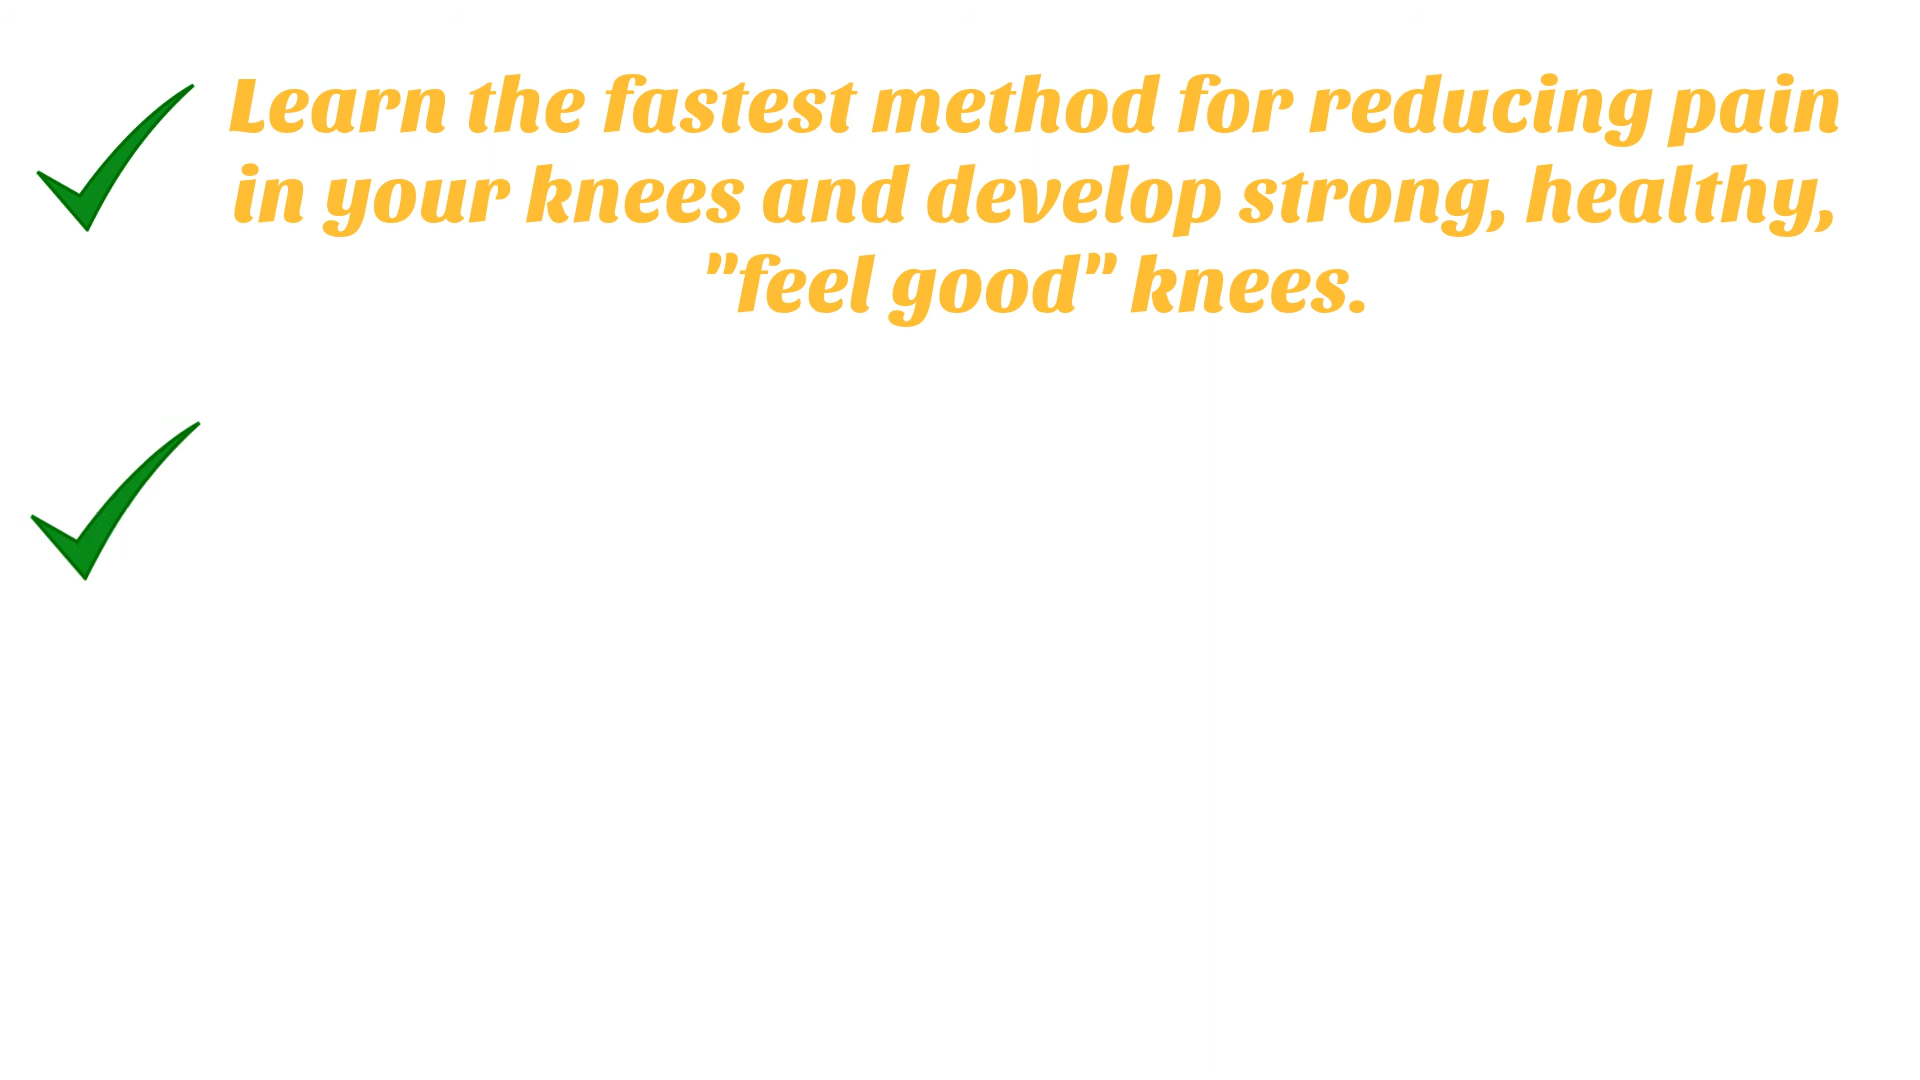 Learn the fastest method for reducing pain
in your knees and develop strong, healthy,
"feel good" knees.